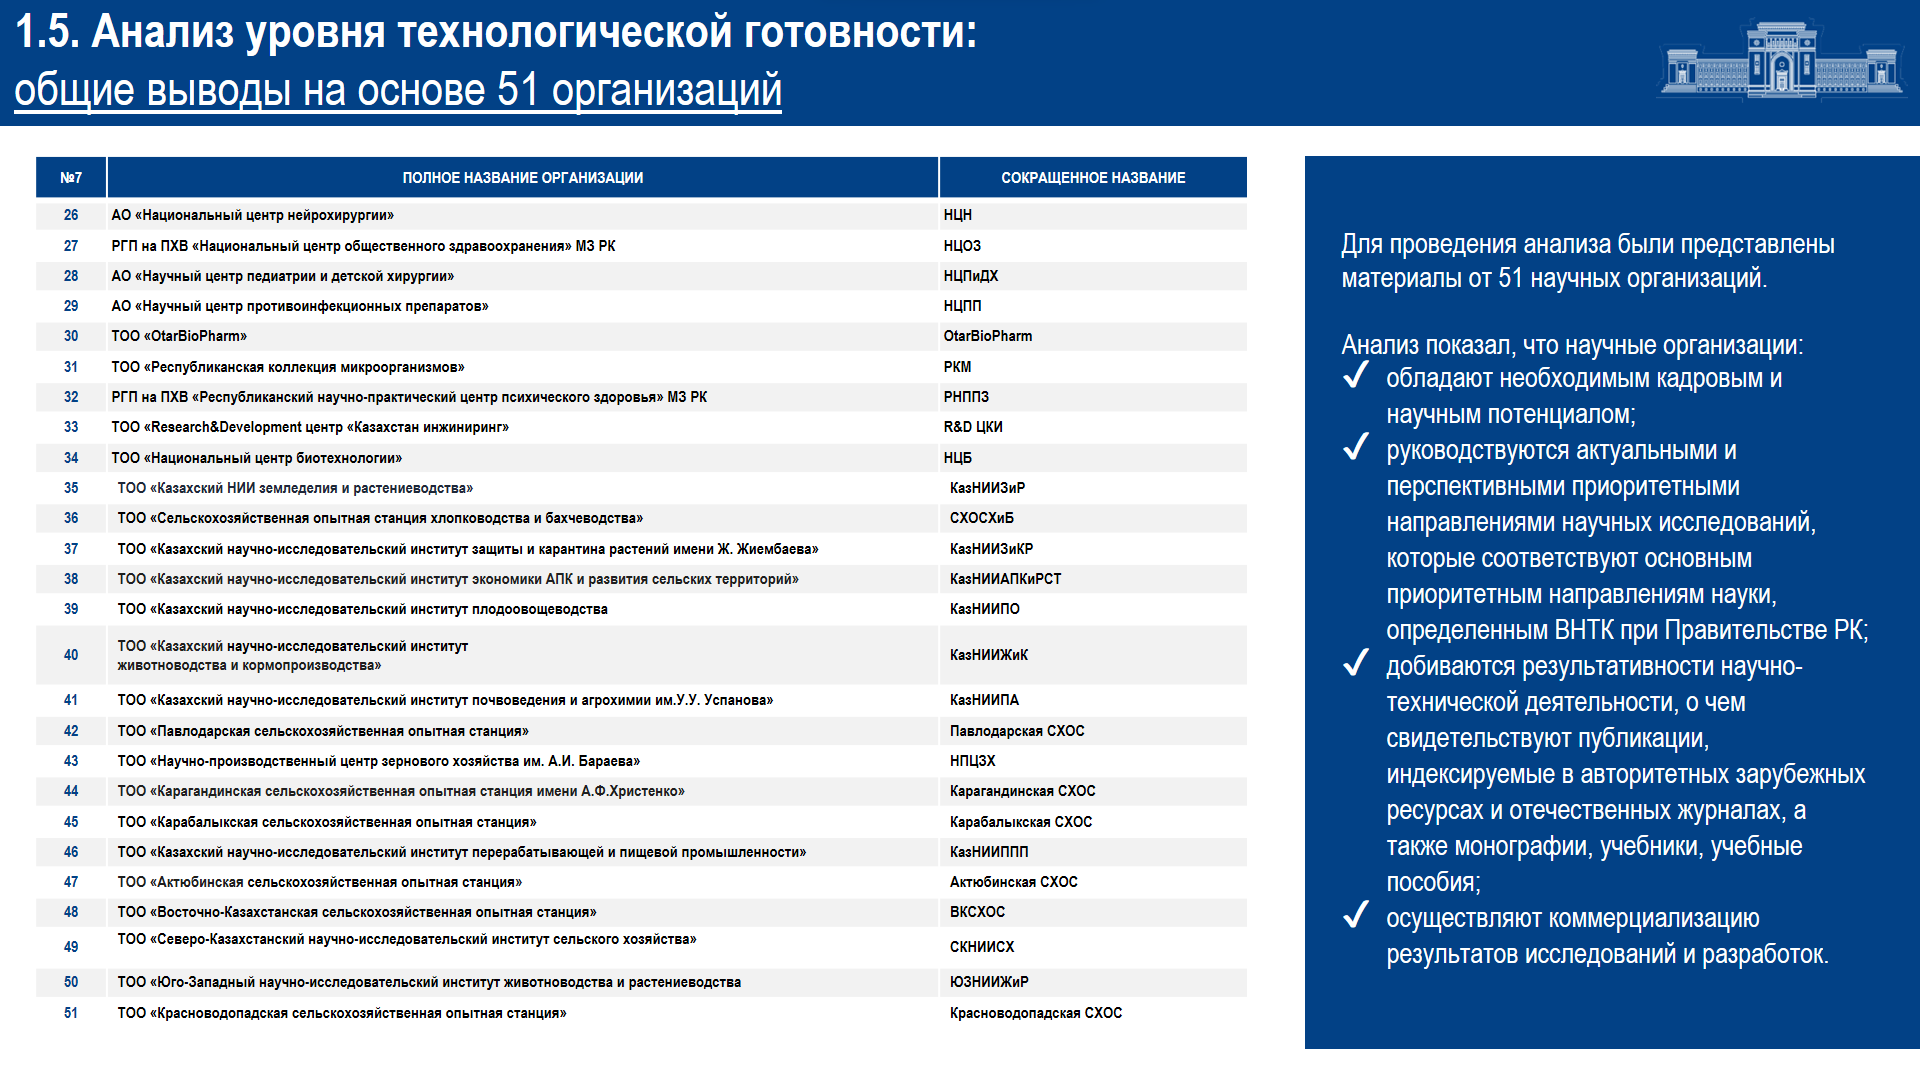 1.5. Анализ уровня технологической готовности:
общие выводы на основе 51 организаций
№7 ПОЛНОЕ НАЗВАНИЕ ОРГАНИЗАЦИИ СОКРАЩЕННОЕ НАЗВАНИЕ
26 АО «Национальный центр нейрохирургии» НЦН
27 РГП на ПХВ «Национальный центр общественного здравоохранения» МЗ РК НЦОЗ
28 АО «Научный центр педиатрии и детской хирургии» НЦПиДХ
29 АО «Научный центр противоинфекционных препаратов» НЦПП
30 ТОО «OtarBioPharm» OtarBioPharm
31 ТОО «Республиканская коллекция микроорганизмов» РКМ
32 РГП на ПХВ «Республиканский научно-практический центр психического здоровья» МЗ РК РНППЗ
33 ТОО «Research&Development центр «Казахстан инжиниринг» R&D ЦКИ
34 ТОО «Национальный центр биотехнологии» НЦБ
35 ТОО «Казахский НИИ земледелия и растениеводства» КазНИИЗиР
36 ТОО «Сельскохозяйственная опытная станция хлопководства и бахчеводства» СХОСХиБ
37 ТОО «Казахский научно-исследовательский институт защиты и карантина растений имени Ж. Жиембаева» КазНИИЗиКР
38 ТОО «Казахский научно-исследовательский институт экономики АПК и развития сельских территорий» КазНИИАПКиРСТ
39 ТОО «Казахский научно-исследовательский институт плодоовощеводства КазНИИПО
40 ТОО «Казахский научно-исследовательский институт
животноводства и кормопроизводства» КазНИИЖиК
41 ТОО «Казахский научно-исследовательский институт почвоведения и агрохимии им.У.У. Успанова» КазНИИПА
42 ТОО «Павлодарская сельскохозяйственная опытная станция» Павлодарская СХОС
43 ТОО «Научно-производственный центр зернового хозяйства им. А.И. Бараева» НПЦЗХ
44 ТОО «Карагандинская сельскохозяйственная опытная станция имени А.Ф.Христенко» Карагандинская СХОС
45 ТОО «Карабалыкская сельскохозяйственная опытная станция» Карабалыкская СХОС
46 ТОО «Казахский научно-исследовательский институт перерабатывающей и пищевой промышленности» КазНИИППП
47 ТОО «Актюбинская сельскохозяйственная опытная станция» Актюбинская СХОС
48 ТОО «Восточно-Казахстанская сельскохозяйственная опытная станция» ВКСХОС
49 ТОО «Северо-Казахстанский научно-исследовательский институт сельского хозяйства» СКНИИСХ
50 ТОО «Юго-Западный научно-исследовательский институт животноводства и растениеводства ЮЗНИИЖиР
51 ТОО «Красноводопадская сельскохозяйственная опытная станция» Красноводопадская СХОС
Для проведения анализа были представлены
материалы от 51 научных организаций.
Анализ показал, что научные организации:
✓ обладают необходимым кадровым и
научным потенциалом;
✓ руководствуются актуальными и
перспективными приоритетными
направлениями научных исследований,
которые соответствуют основным
приоритетным направлениям науки,
определенным ВНТК при Правительстве РК;
✓ добиваются результативности научно-
технической деятельности, о чем
свидетельствуют публикации,
индексируемые в авторитетных зарубежных
ресурсах и отечественных журналах, а
также монографии, учебники, учебные
пособия;
✓ осуществляют коммерциализацию
результатов исследований и разработок.